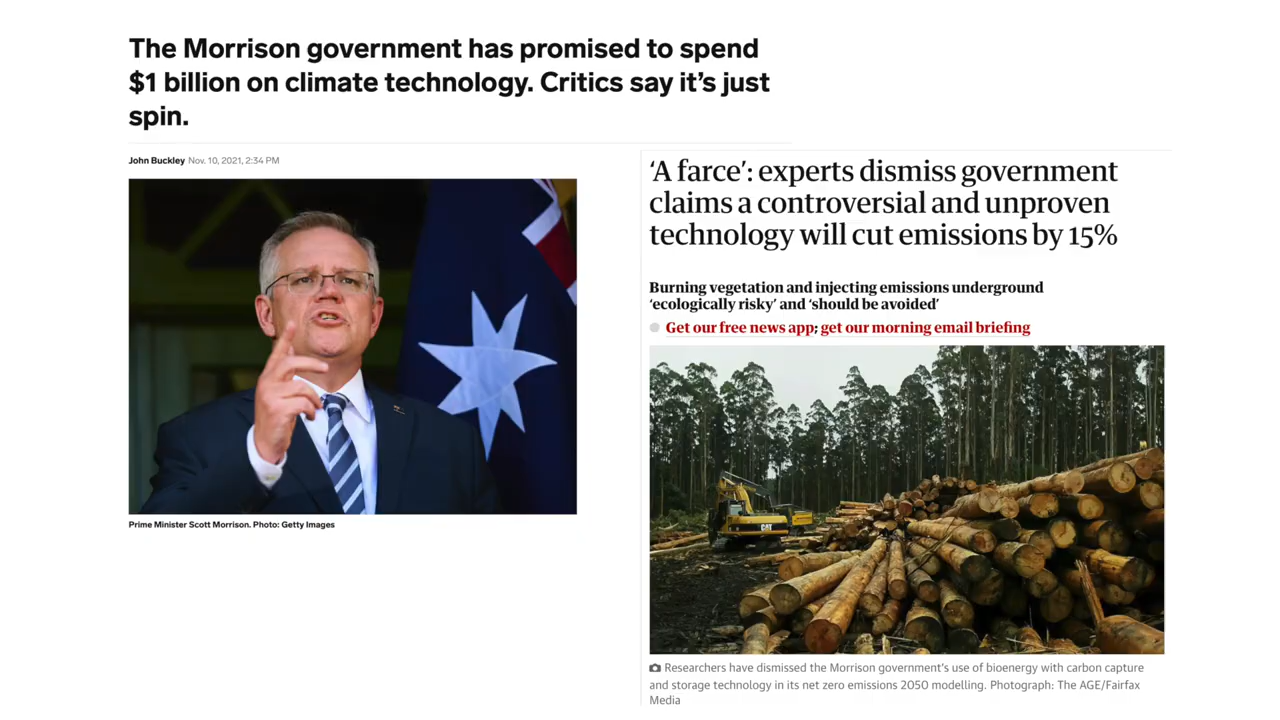 The Morrison government has promised to spend
$1 billion on climate technology. Critics say it’s just
spin.
John Buckley Nov. 10, 2021, 2:34 PM
Prime Minister Scott Morrison. Photo: Getty Images
‘A farce’: experts dismiss government
claims a controversial and unproven
technology will cut emissions by 15%
Burning vegetation and injecting emissions underground
‘ecologically risky’ and ‘should be avoided’
Get our free news app; get our morning email briefing
CAT
Researchers have dismissed the Morrison government’s use of bioenergy with carbon capture
and storage technology in its net zero emissions 2050 modelling. Photograph: The AGE/Fairfax
Media